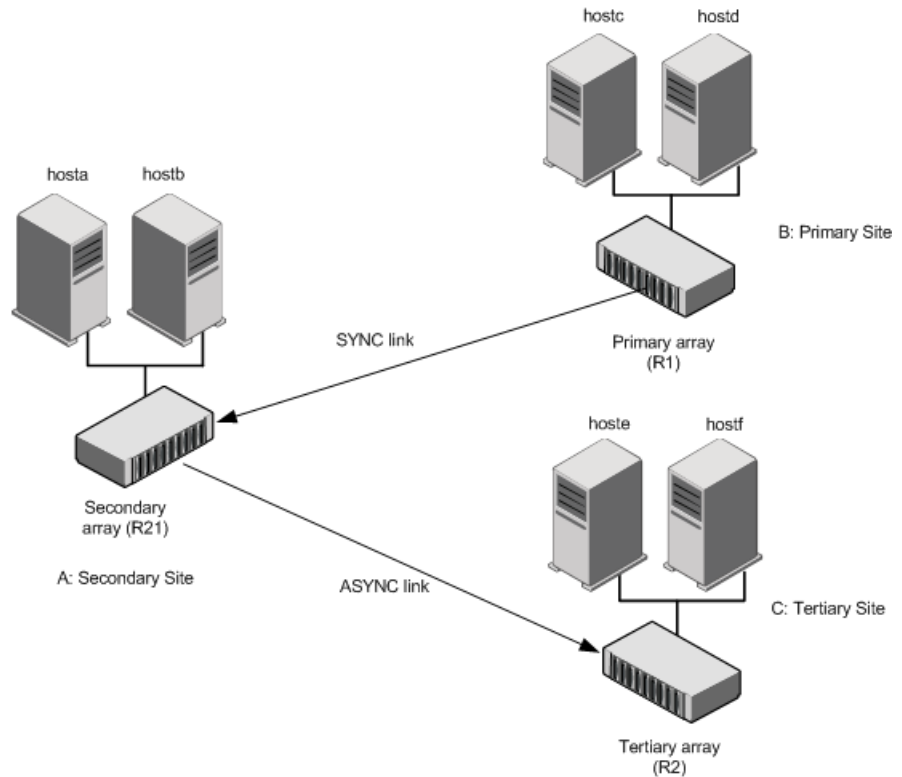 hostc
hostd
hosta
hostb
B: Primary Site
SYNC link
Primary array
(R1)
hoste
hostf
Secondary
array (R21)
A: Secondary Site
ASYNC link
C: Tertiary Site
Tertiary array
(R2)